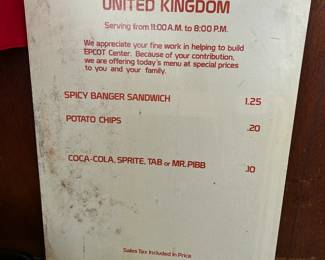 UNITED KINGDOM
Serving from 11:00 A.M. to 8:00 P.M.
We appreciate your fine work in helping to build
EPCOT Center. Because of your contribution,
we are offering today's menu at special prices
to you and your family.
SPICY BANGER SANDWICH 1.25
POTATO CHIPS .20
COCA-COLA, SPRITE, TAB or MR. PIBB .10
Sales Tax Included In Price